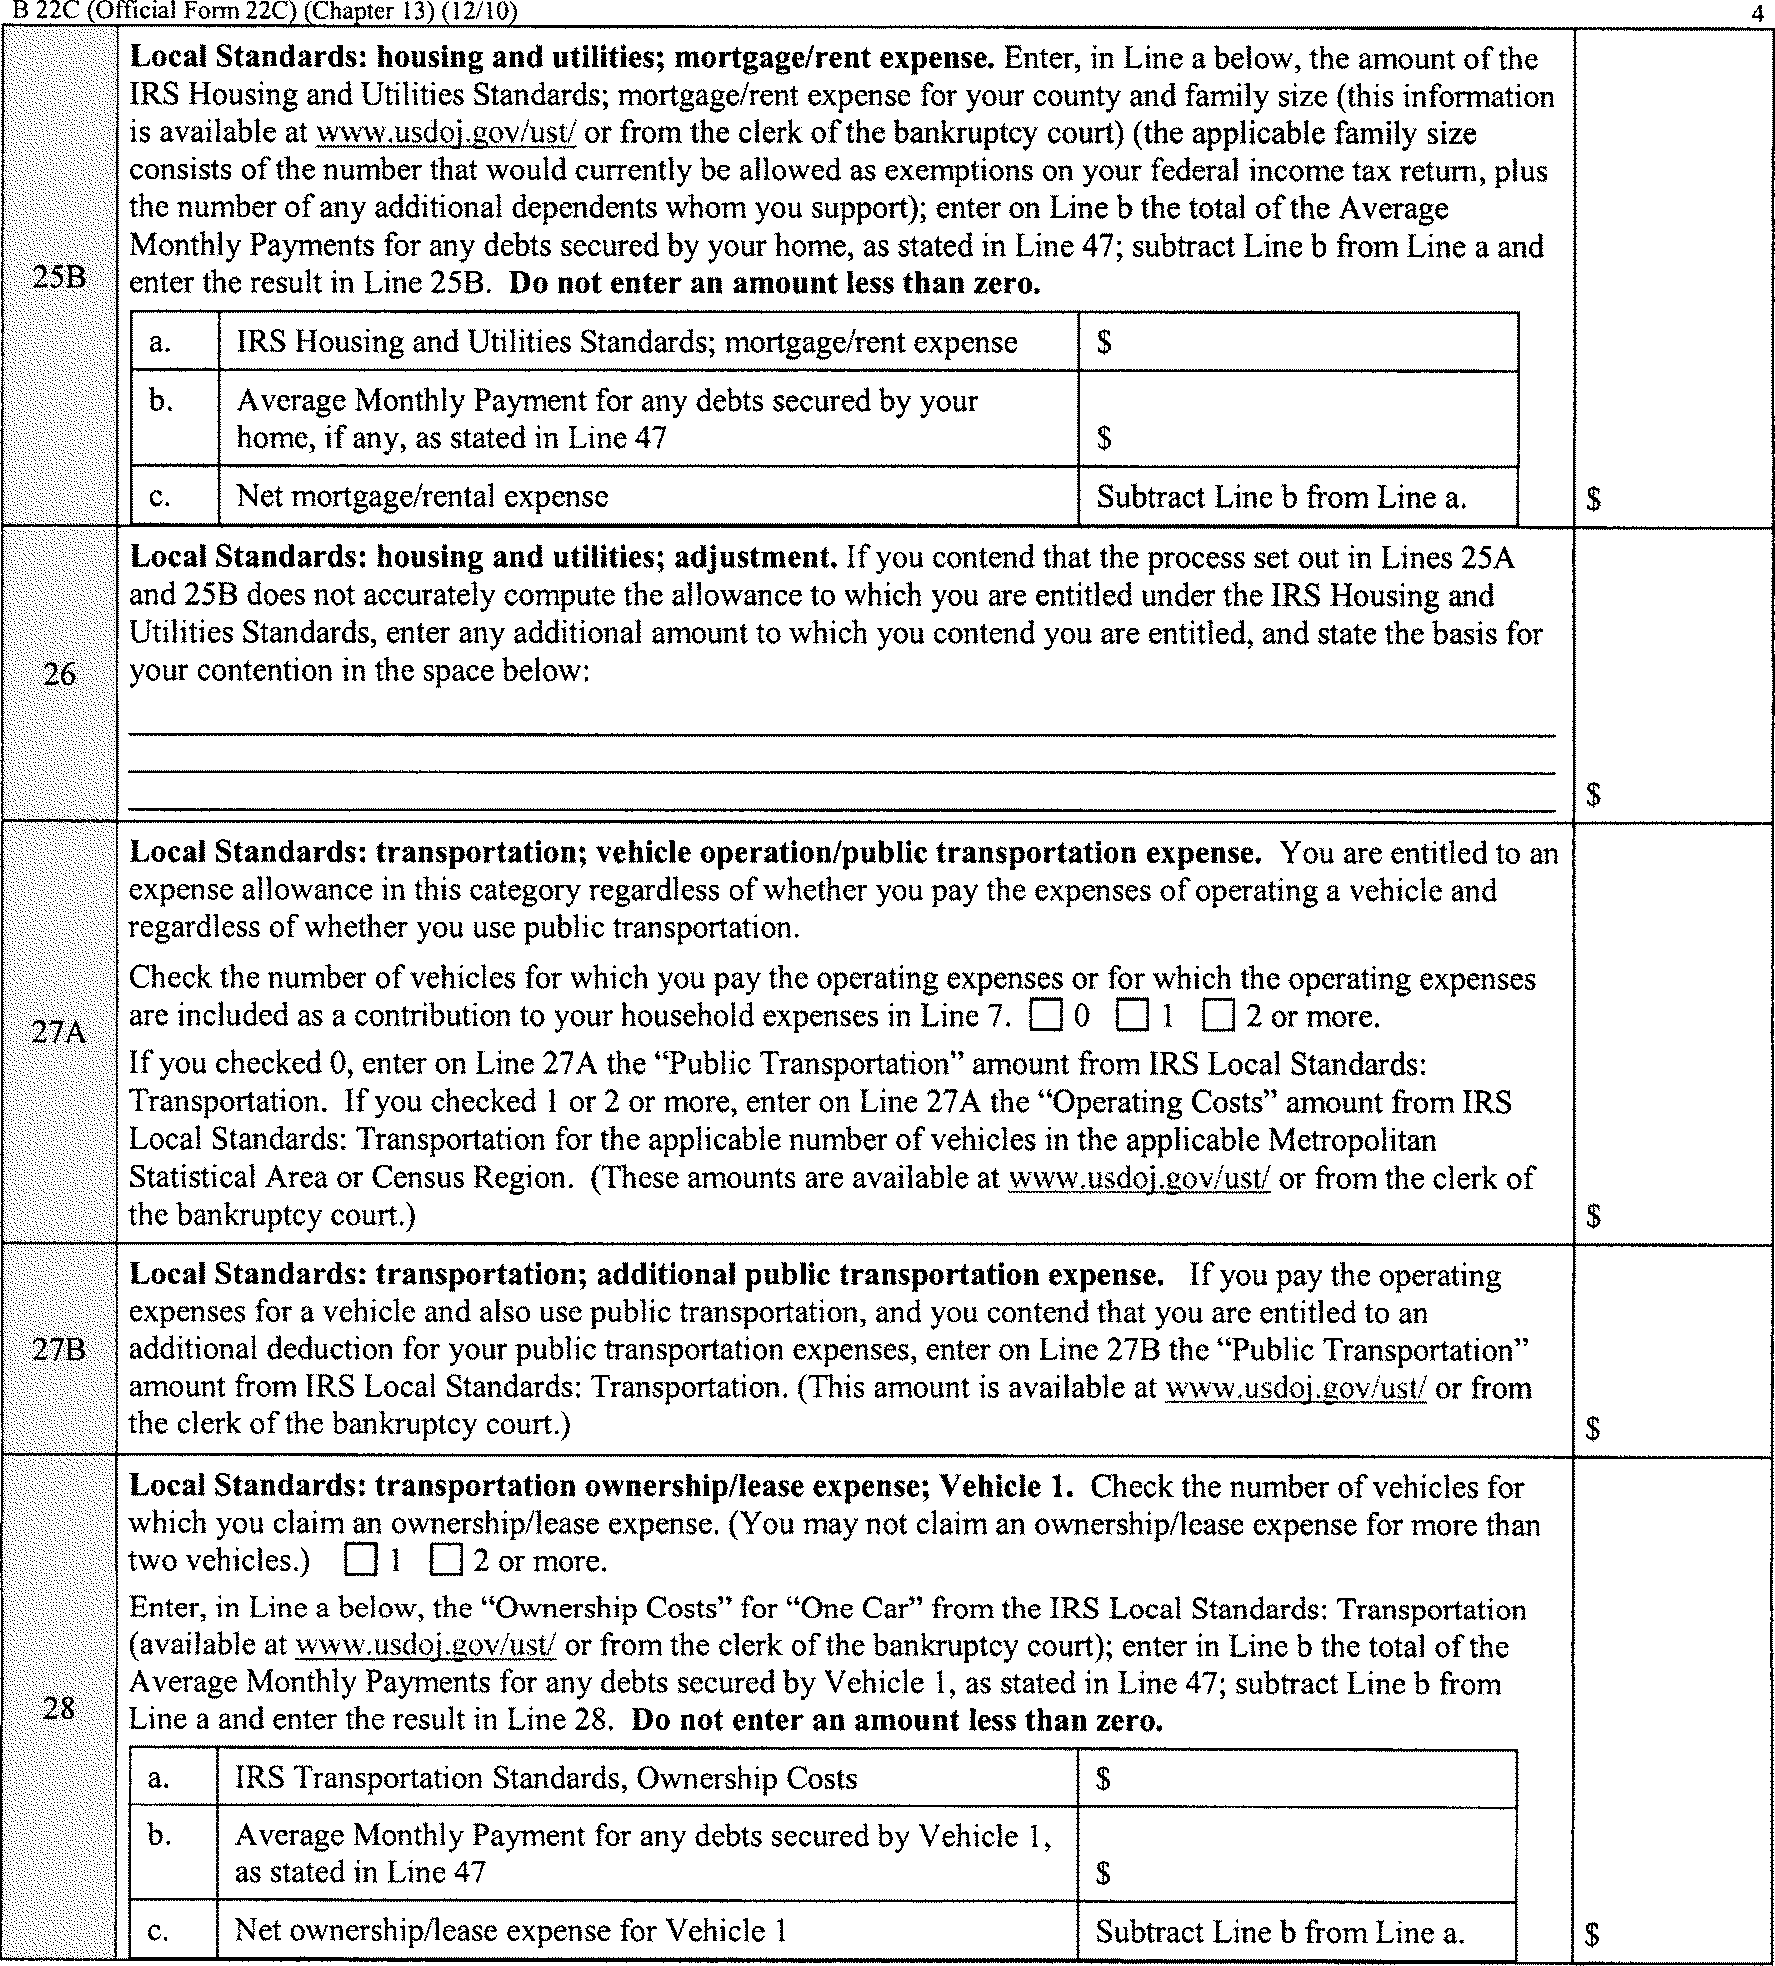 B 22C (Official Form 22C) (Chapter 13) (12/10) 4
Local Standards: housing and utilities; mortgage/rent expense. Enter, in Line a below, the amount of the
IRS Housing and Utilities Standards; mortgage/rent expense for your county and family size (this information
is available at www.usdoj.gov/ust/ or from the clerk of the bankruptcy court) (the applicable family size
consists of the number that would currently be allowed as exemptions on your federal income tax return, plus
the number of any additional dependents whom you support); enter on Line b the total of the Average
Monthly Payments for any debts secured by your home, as stated in Line 47; subtract Line b from Line a and
25B enter the result in Line 25B. Do not enter an amount less than zero.
a. IRS Housing and Utilities Standards; mortgage/rent expense $
b. Average Monthly Payment for any debts secured by your
home, if any, as stated in Line 47 $
c. Net mortgage/rental expense Subtract Line b from Line a. $
Local Standards: housing and utilities; adjustment. If you contend that the process set out in Lines 25A
and 25B does not accurately compute the allowance to which you are entitled under the IRS Housing and
Utilities Standards, enter any additional amount to which you contend you are entitled, and state the basis for
26 your contention in the space below:
$
Local Standards: transportation; vehicle operation/public transportation expense. You are entitled to an
expense allowance in this category regardless of whether you pay the expenses of operating a vehicle and
regardless of whether you use public transportation.
Check the number of vehicles for which you pay the operating expenses or for which the operating expenses
27A are included as a contribution to your household expenses in Line 7. ☐ 0 ☐ 1 ☐ 2 or more.
If you checked 0, enter on Line 27A the “Public Transportation” amount from IRS Local Standards:
Transportation. If you checked 1 or 2 or more, enter on Line 27A the “Operating Costs” amount from IRS
Local Standards: Transportation for the applicable number of vehicles in the applicable Metropolitan
Statistical Area or Census Region. (These amounts are available at www.usdoj.gov/ust/ or from the clerk of
the bankruptcy court.) $
Local Standards: transportation; additional public transportation expense. If you pay the operating
expenses for a vehicle and also use public transportation, and you contend that you are entitled to an
27B additional deduction for your public transportation expenses, enter on Line 27B the “Public Transportation”
amount from IRS Local Standards: Transportation. (This amount is available at www.usdoj.gov/ust/ or from
the clerk of the bankruptcy court.) $
Local Standards: transportation ownership/lease expense; Vehicle 1. Check the number of vehicles for
which you claim an ownership/lease expense. (You may not claim an ownership/lease expense for more than
two vehicles.) ☐ 1 ☐ 2 or more.
Enter, in Line a below, the “Ownership Costs” for “One Car” from the IRS Local Standards: Transportation
(available at www.usdoj.gov/ust/ or from the clerk of the bankruptcy court); enter in Line b the total of the
Average Monthly Payments for any debts secured by Vehicle 1, as stated in Line 47; subtract Line b from
28 Line a and enter the result in Line 28. Do not enter an amount less than zero.
a. IRS Transportation Standards, Ownership Costs $
b. Average Monthly Payment for any debts secured by Vehicle 1,
as stated in Line 47 $
c. Net ownership/lease expense for Vehicle 1 Subtract Line b from Line a. $